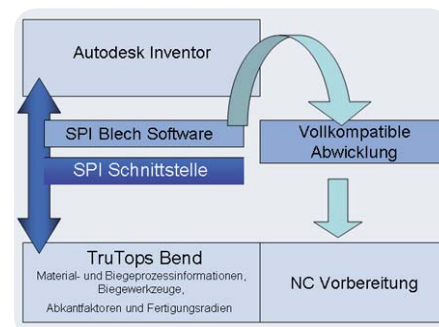 Autodesk Inventor
SPI Blech Software
SPI Schnittstelle
Vollkompatible
Abwicklung
TruTops Bend
Material- und Biegeprozessinformationen,
Biegewerkzeuge,
Abkantfaktoren und Fertigungsradien
NC Vorbereitung